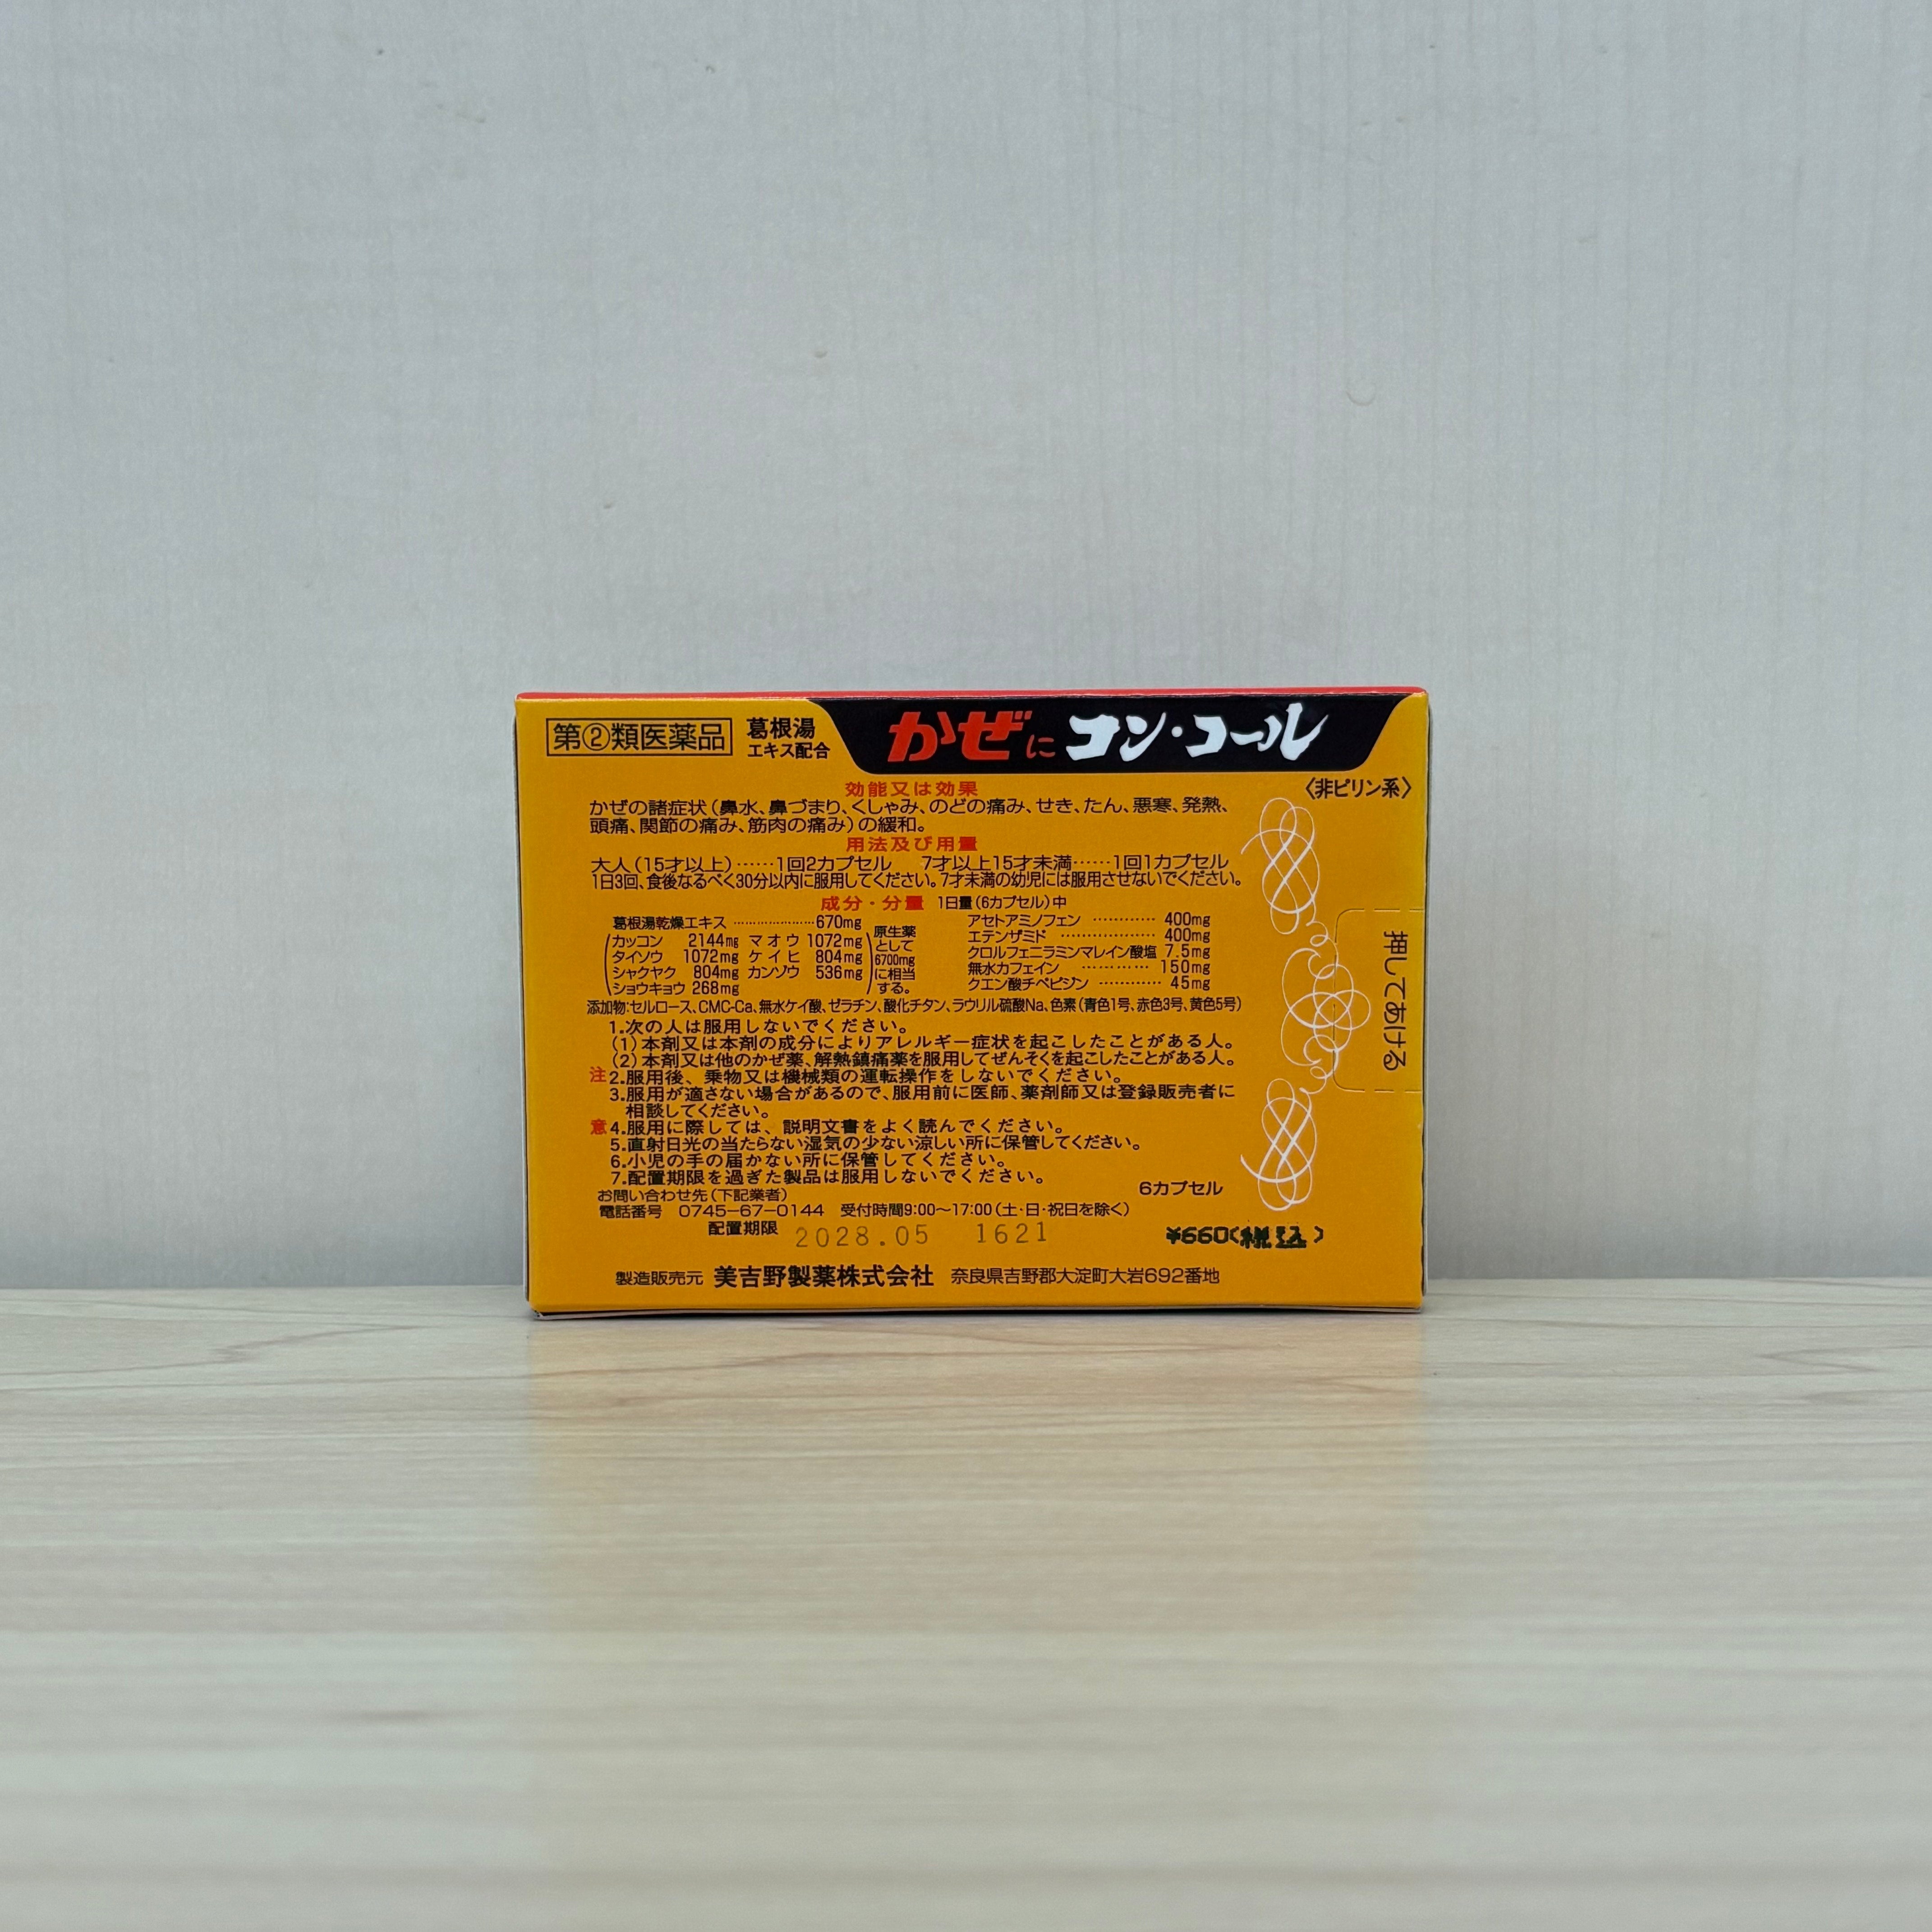 第②類医薬品
葛根湯
エキス配合
かぜにコン・コール
〈非ピリン系〉
効能又は効果
かぜの諸症状(鼻水、鼻づまり、くしゃみ、のどの痛み、せき、たん、悪寒、発熱、
頭痛、関節の痛み、筋肉の痛み)の緩和。
用法及び用量
大人(15才以上)……1回2カプセル 7才以上15才未満……1回1カプセル
1日3回、食後なるべく30分以内に服用してください。7才未満の幼児には服用させないでください。
成分・分量 1日量(6カプセル)中
葛根湯乾燥エキス…………………670mg
カッコン 2144mg マオウ 1072mg
タイソウ 1072mg ケイヒ 804mg
シャクヤク 804mg カンゾウ 536mg
ショウキョウ 268mg
原生薬
として
6700mg
に相当
する。
アセトアミノフェン…………400mg
エテンザミド………………400mg
クロルフェニラミンマレイン酸塩 7.5mg
無水カフェイン…………150mg
クエン酸チペピジン…………45mg
添加物:セルロース、CMC-Ca、無水ケイ酸、ゼラチン、酸化チタン、ラウリル硫酸Na、色素(青色1号、赤色3号、黄色5号)
注意
1.次の人は服用しないでください。
(1)本剤又は本剤の成分によりアレルギー症状を起こしたことがある人。
(2)本剤又は他のかぜ薬、解熱鎮痛薬を服用してぜんそくを起こしたことがある人。
2.服用後、乗物又は機械類の運転操作をしないでください。
3.服用が適さない場合があるので、服用前に医師、薬剤師又は登録販売者に
相談してください。
4.服用に際しては、説明文書をよく読んでください。
5.直射日光の当たらない湿気の少ない涼しい所に保管してください。
6.小児の手の届かない所に保管してください。
7.配置期限を過ぎた製品は服用しないでください。
お問い合わせ先(下記業者)
電話番号 0745-67-0144 受付時間9:00〜17:00(土・日・祝日を除く)
6カプセル
配置期限 2028.05 1621
¥660(税込)
製造販売元 美吉野製薬株式会社 奈良県吉野郡大淀町大岩692番地
押してあける